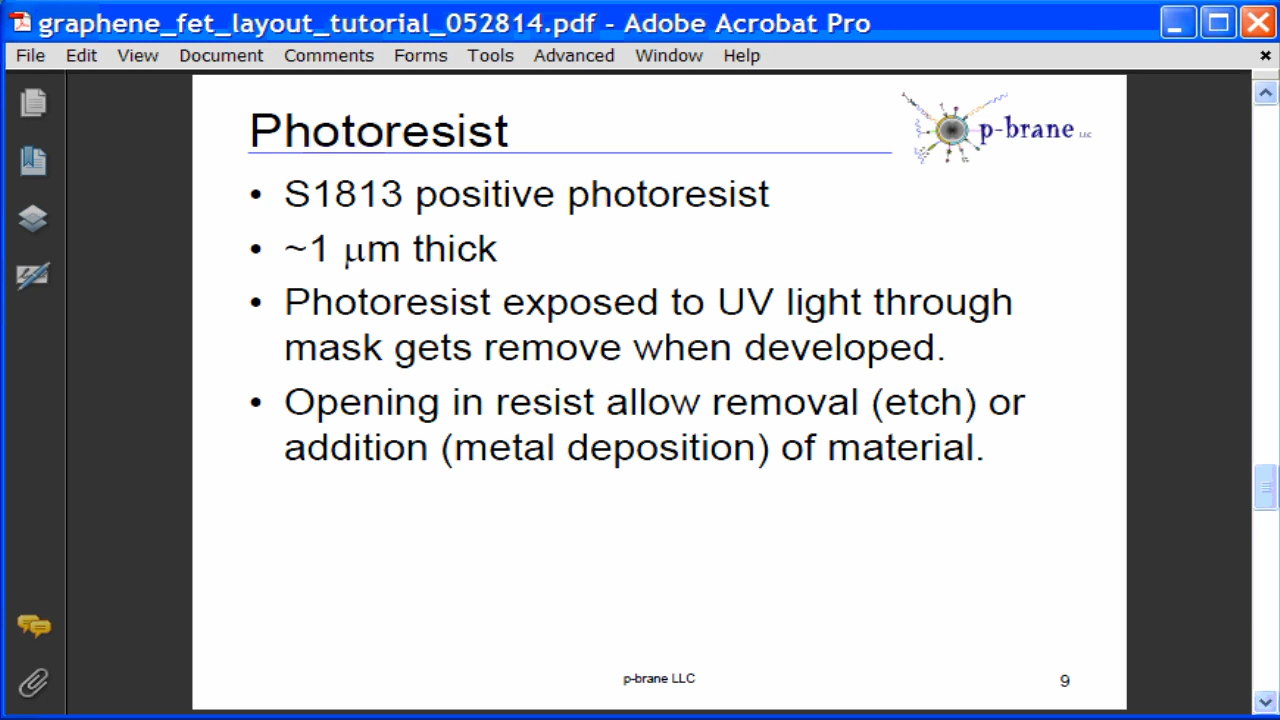 graphene_fet_layout_tutorial_052814.pdf - Adobe Acrobat Pro
File Edit View Document Comments Forms Tools Advanced Window Help
Photoresist
p-brane LLC
• S1813 positive photoresist
• ~1 μm thick
• Photoresist exposed to UV light through
mask gets remove when developed.
• Opening in resist allow removal (etch) or
addition (metal deposition) of material.
p-brane LLC
9